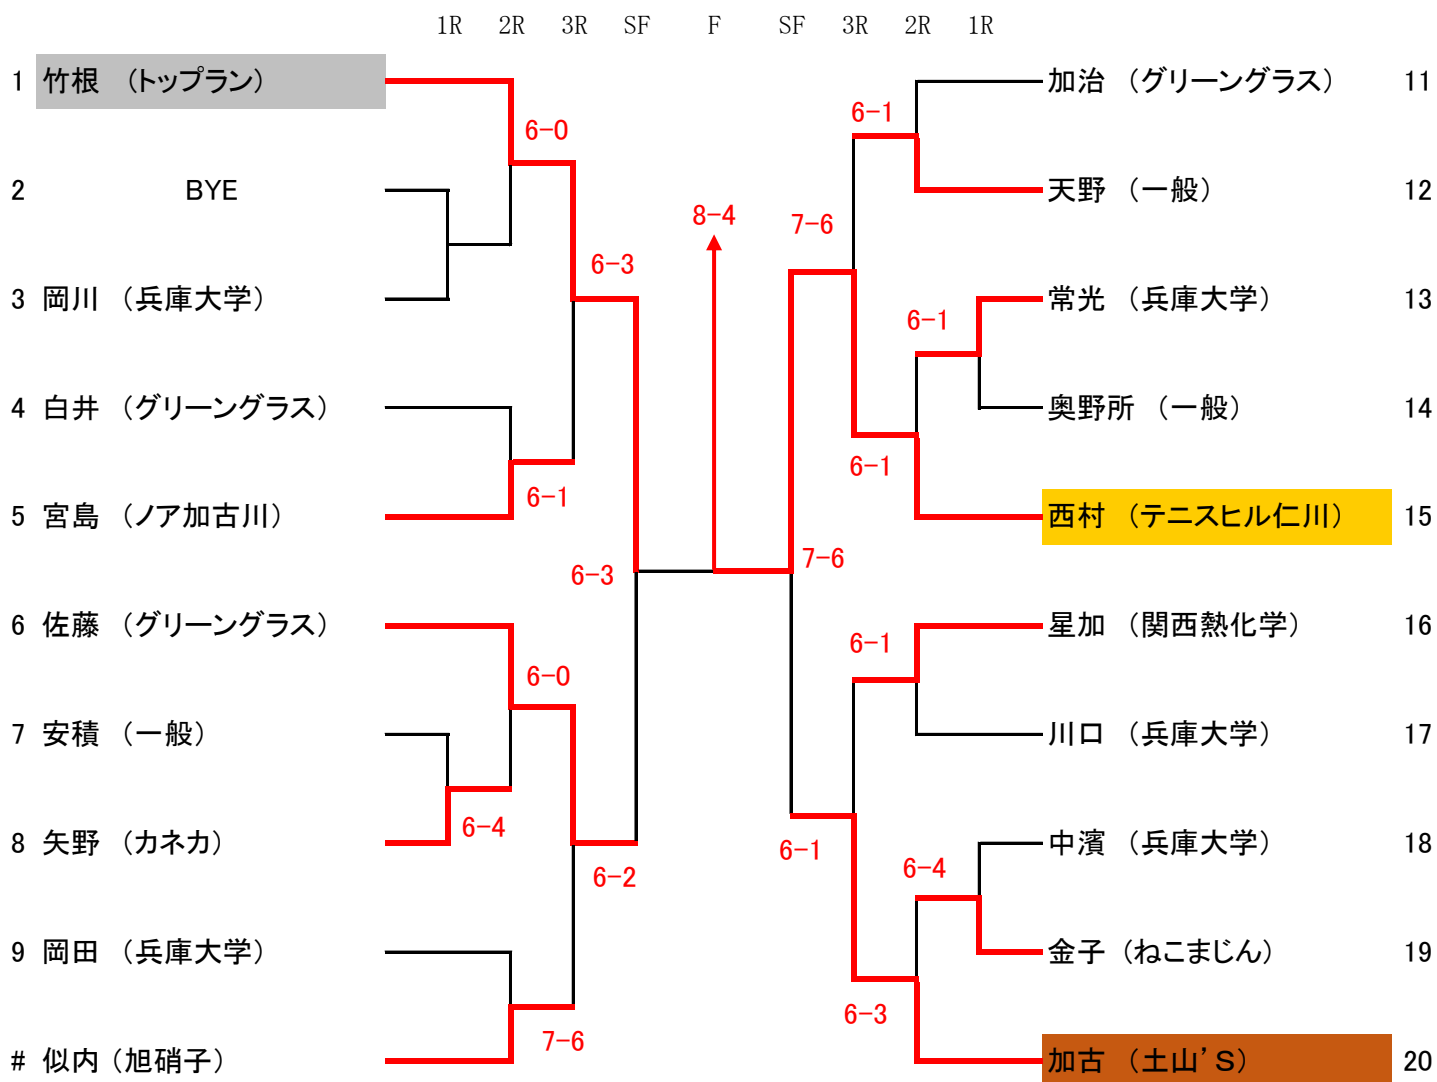 1R 2R 3R SF F SF 3R 2R 1R
1 竹根 （トップラン）
6-0
2 BYE
3 岡川 （兵庫大学）
6-3
4 白井 （グリーングラス）
6-1
5 宮島 （ノア加古川）
6-3
6 佐藤 （グリーングラス）
6-0
7 安積 （一般）
6-4
8 矢野 （カネカ）
6-2
9 岡田 （兵庫大学）
7-6
# 似内 （旭硝子）
8-4
加治 （グリーングラス） 11
6-1
天野 （一般） 12
7-6
常光 （兵庫大学） 13
6-1
奥野所 （一般） 14
6-1
西村 （テニスヒル仁川） 15
7-6
星加 （関西熱化学） 16
6-1
川口 （兵庫大学） 17
中濱 （兵庫大学） 18
6-1
6-4
金子 （ねこまじん） 19
6-3
加古 （土山’S） 20